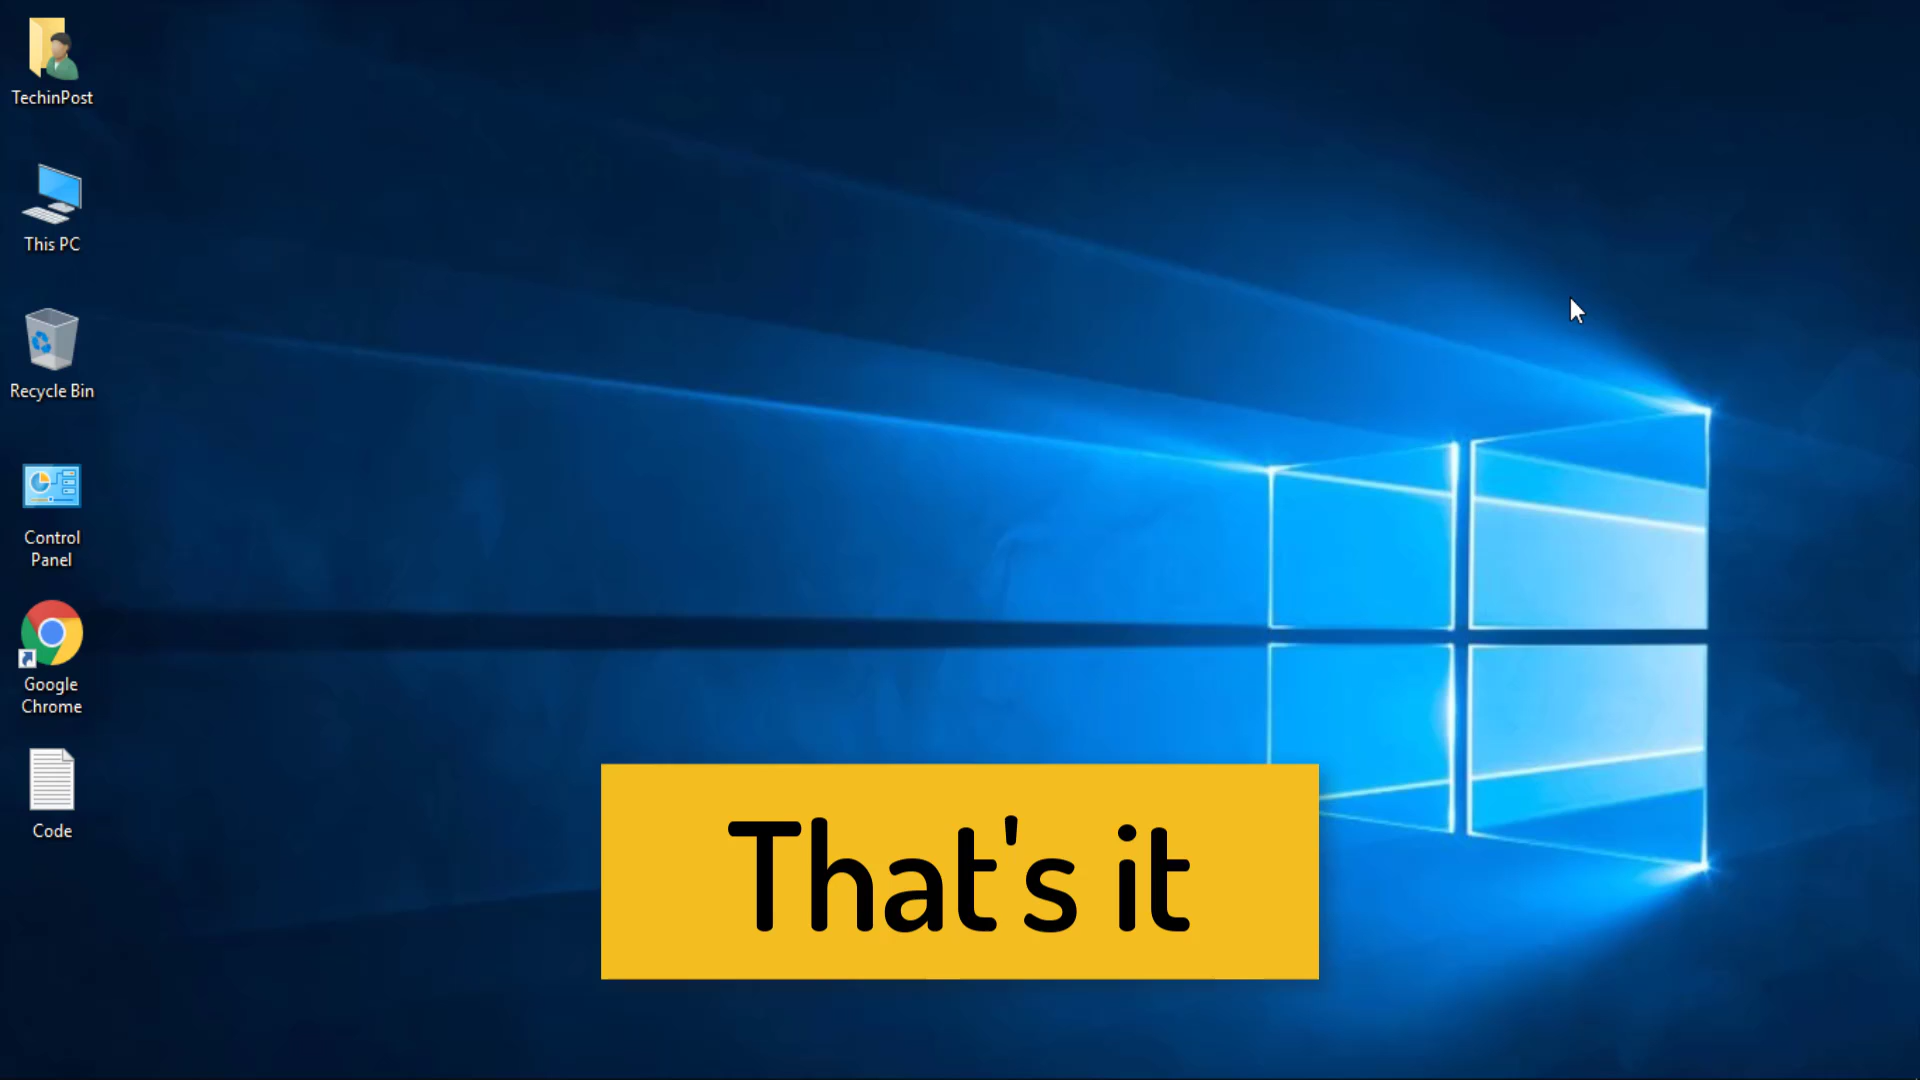 TechinPost
This PC
Recycle Bin
Control
Panel
Google
Chrome
Code
That's it